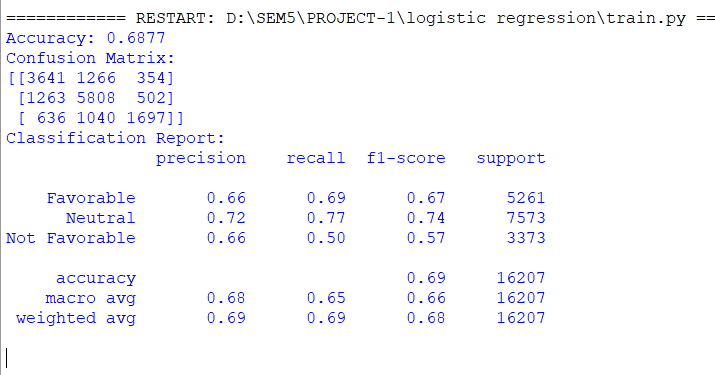 ============ RESTART: D:\SEM5\PROJECT-1\logistic regression\train.py ==
Accuracy: 0.6877
Confusion Matrix:
[[3641 1266  354]
 [1263 5808  502]
 [ 636 1040 1697]]
Classification Report:
               precision    recall  f1-score   support

    Favorable       0.66      0.69      0.67      5261
      Neutral       0.72      0.77      0.74      7573
Not Favorable       0.66      0.50      0.57      3373

     accuracy                           0.69     16207
    macro avg       0.68      0.65      0.66     16207
 weighted avg       0.69      0.69      0.68     16207